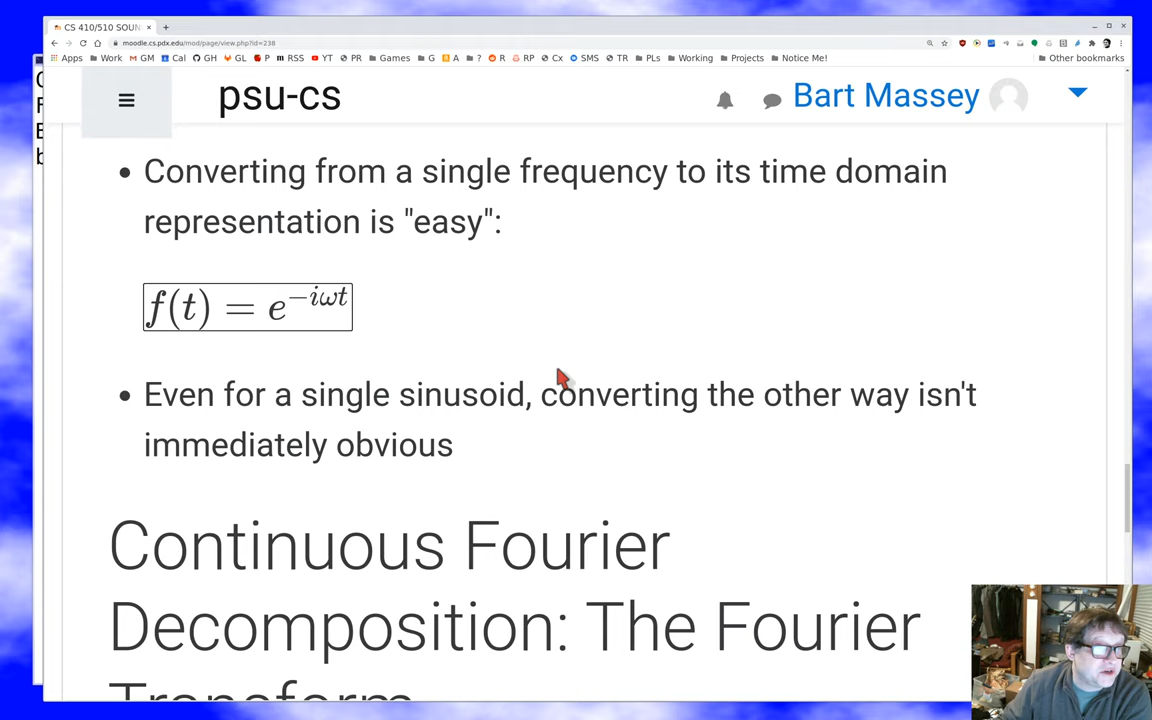 CS 410/510 SOUN
moodle.cs.pdx.edu/mod/page/view.php?id=238
Apps Work GM Cal GH GL P RSS YT PR Games G A ? R RP Cx SMS TR PLs Working Projects Notice Me! Other bookmarks
psu-cs
Bart Massey
• Converting from a single frequency to its time domain
representation is "easy":
f(t) = e^{-iωt}
• Even for a single sinusoid, converting the other way isn't
immediately obvious
Continuous Fourier
Decomposition: The Fourier
Transform